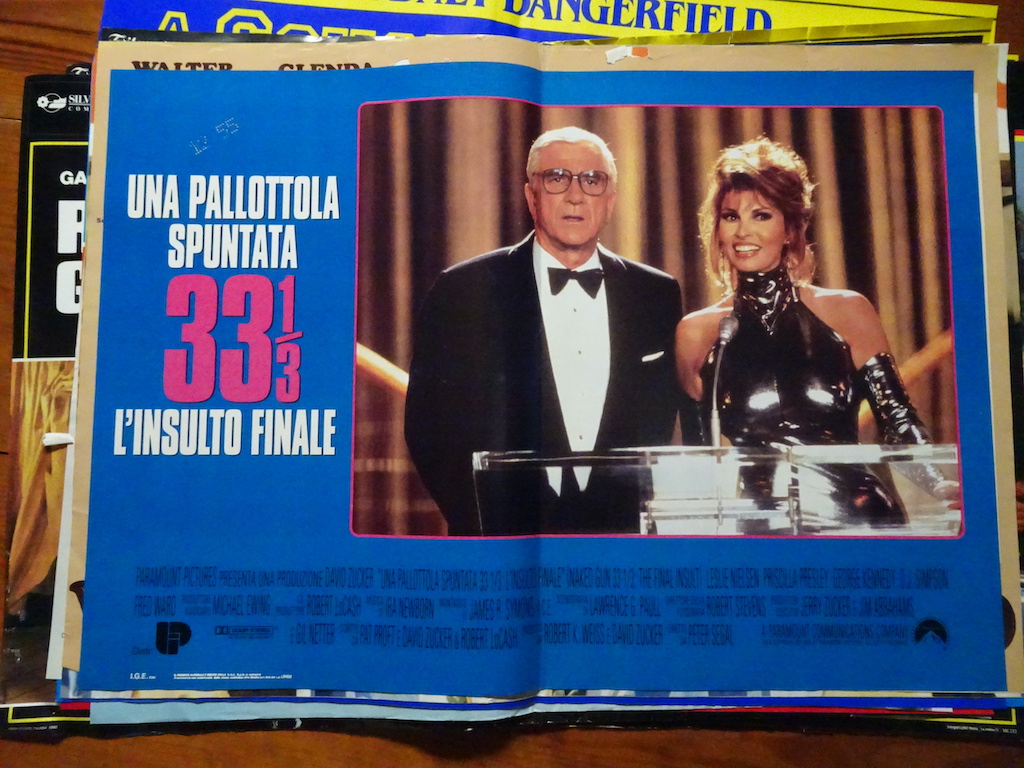 DANGERFIELD
WALTER GLENDA
GA
UNA PALLOTTOLA
SPUNTATA
33 1/3
L'INSULTO FINALE
PARAMOUNT PICTURES PRESENTA UNA PRODUZIONE DAVID ZUCKER "UNA PALLOTTOLA SPUNTATA 33 1/3: L'INSULTO FINALE" (NAKED GUN 33 1/3: THE FINAL INSULT) LESLIE NIELSEN PRISCILLA PRESLEY GEORGE KENNEDY O.J. SIMPSON
FRED WARD MICHAEL EWING ROBERT LoCASH IRA NEWBORN JAMES R. SYMONS LAWRENCE G. PAULL ROBERT STEVENS JERRY ZUCKER JIM ABRAHAMS
GIL NETTER PAT PROFT & DAVID ZUCKER & ROBERT LoCASH ROBERT K. WEISS DAVID ZUCKER PETER SEGAL A PARAMOUNT COMMUNICATIONS COMPANY
I.G.E.